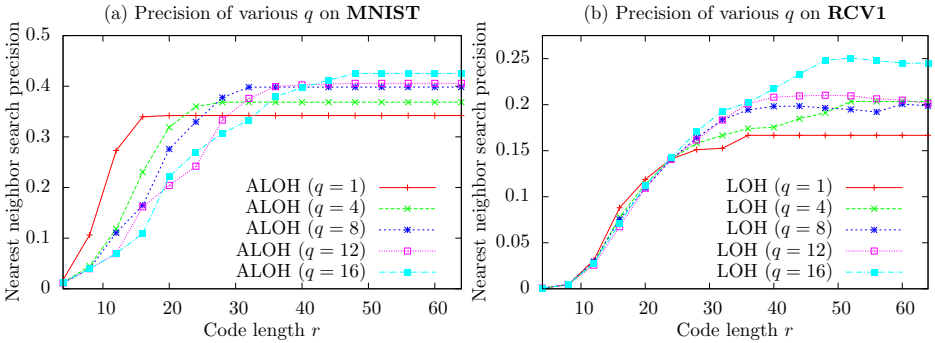 (a) Precision of various q on MNIST
Nearest neighbor search precision
0.5
0.4
0.3
0.2
0.1
0
10 20 30 40 50 60
Code length r
ALOH (q = 1)
ALOH (q = 4)
ALOH (q = 8)
ALOH (q = 12)
ALOH (q = 16)
(b) Precision of various q on RCV1
Nearest neighbor search precision
0.25
0.2
0.15
0.1
0.05
0
10 20 30 40 50 60
Code length r
LOH (q = 1)
LOH (q = 4)
LOH (q = 8)
LOH (q = 12)
LOH (q = 16)